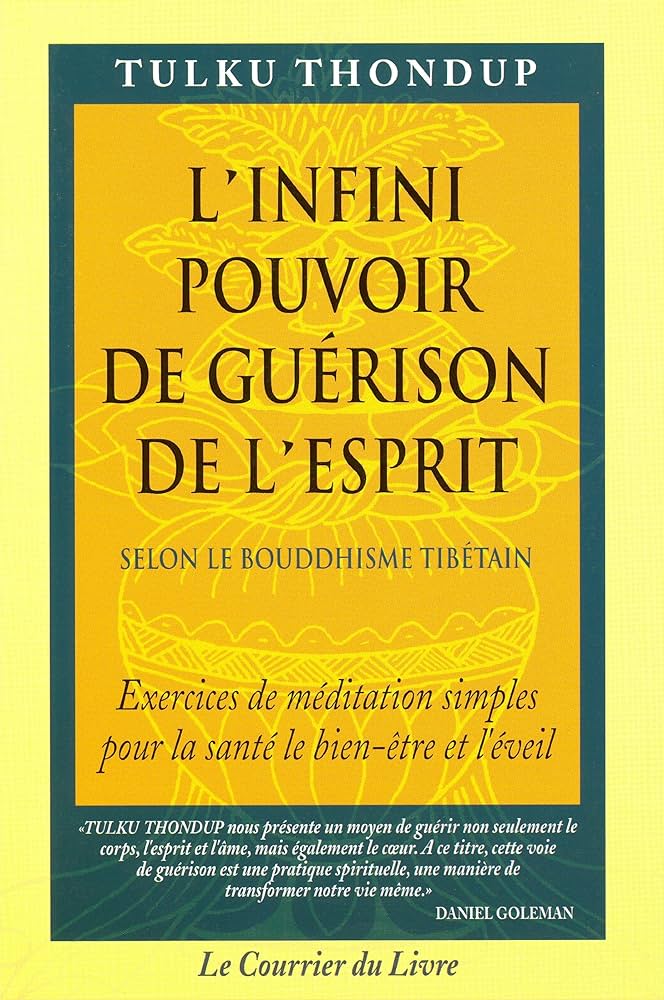 TULKU THONDUP
L'INFINI
POUVOIR
DE GUÉRISON
DE L'ESPRIT
SELON LE BOUDDHISME TIBÉTAIN
Exercices de méditation simples
pour la santé le bien-être et l'éveil
«TULKU THONDUP nous présente un moyen de guérir non seulement le
corps, l'esprit et l'âme, mais également le cœur. A ce titre, cette voie
de guérison est une pratique spirituelle, une manière de
transformer notre vie même.»
DANIEL GOLEMAN
Le Courrier du Livre